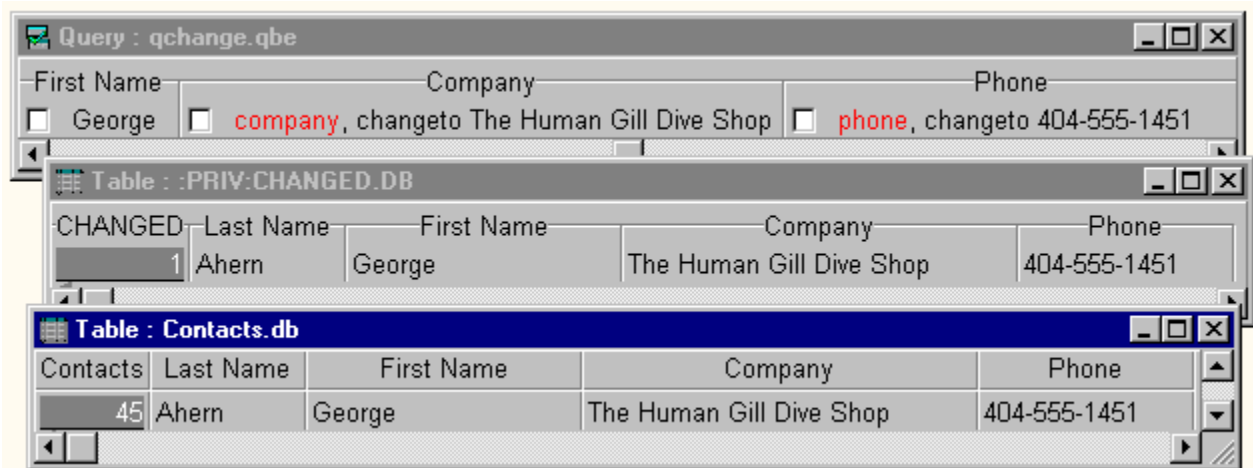 Query : qchange.qbe
First Name Company Phone
George company, changeto The Human Gill Dive Shop phone, changeto 404-555-1451
Table : :PRIV:CHANGED.DB
CHANGED Last Name First Name Company Phone
1 Ahern George The Human Gill Dive Shop 404-555-1451
Table : Contacts.db
Contacts Last Name First Name Company Phone
45 Ahern George The Human Gill Dive Shop 404-555-1451